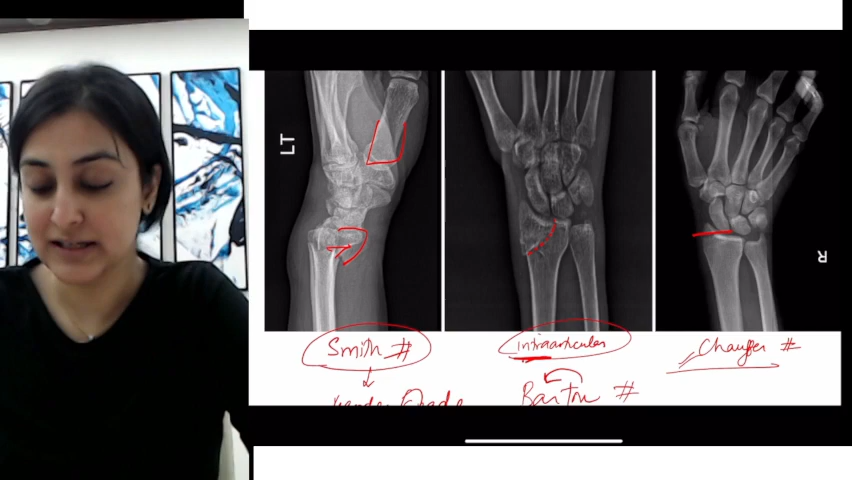 LT
R
Smith #
intraarticular
Chauffer #
Barton #